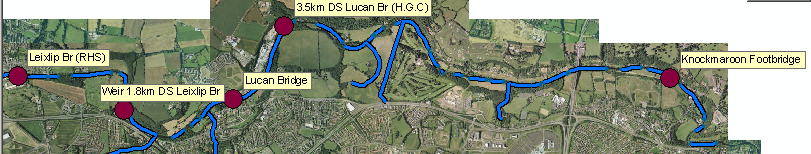 3.5km DS Lucan Br (H.G.C)
Leixlip Br (RHS)
Knockmaroon Footbridge
Lucan Bridge
Weir 1.8km DS Leixlip Br